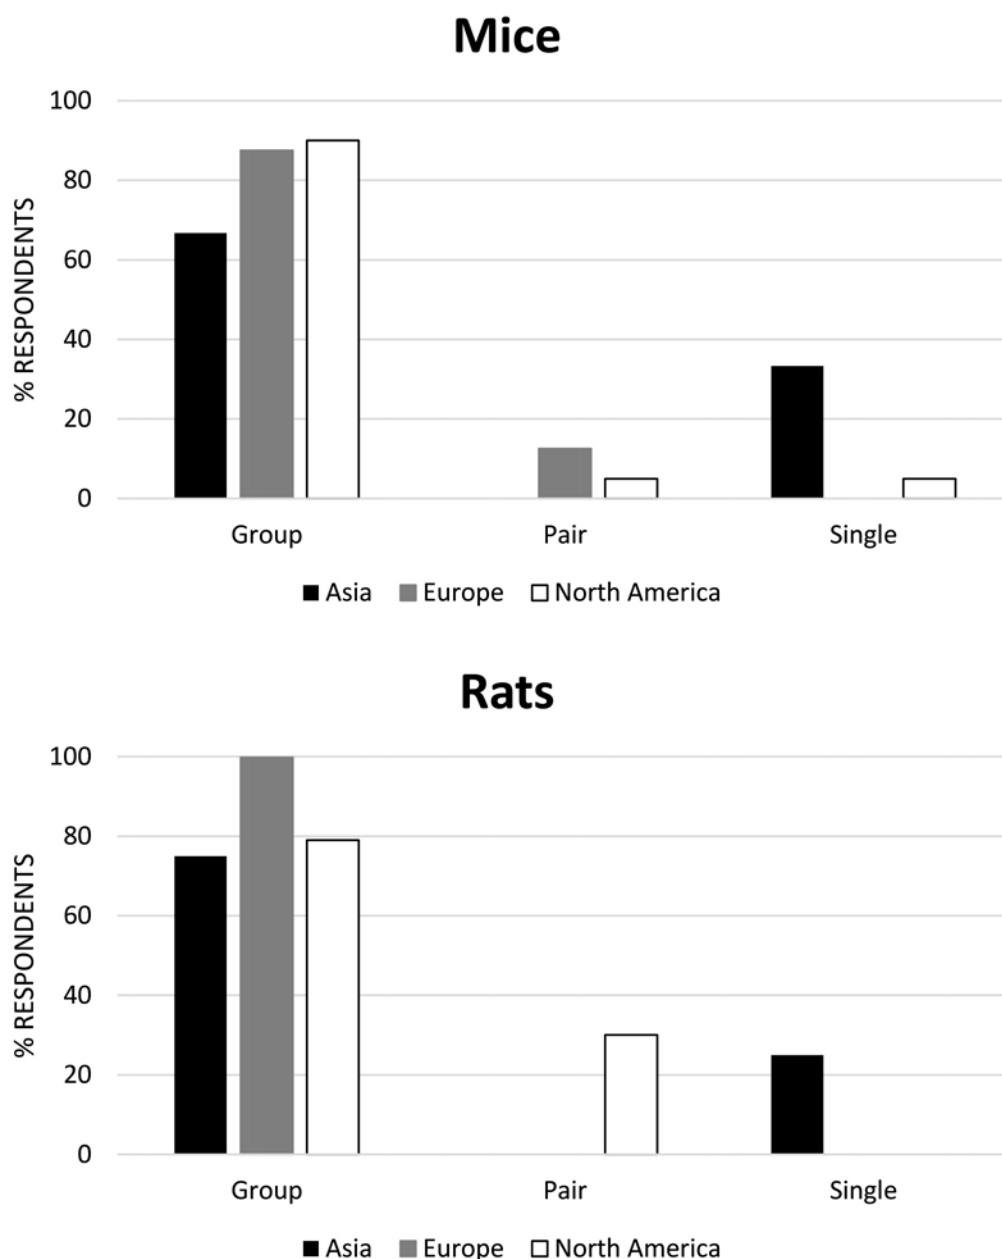 Mice
100
80
60
40
20
0
% RESPONDENTS
Group Pair Single
Asia Europe North America
Rats
100
80
60
40
20
0
% RESPONDENTS
Group Pair Single
Asia Europe North America